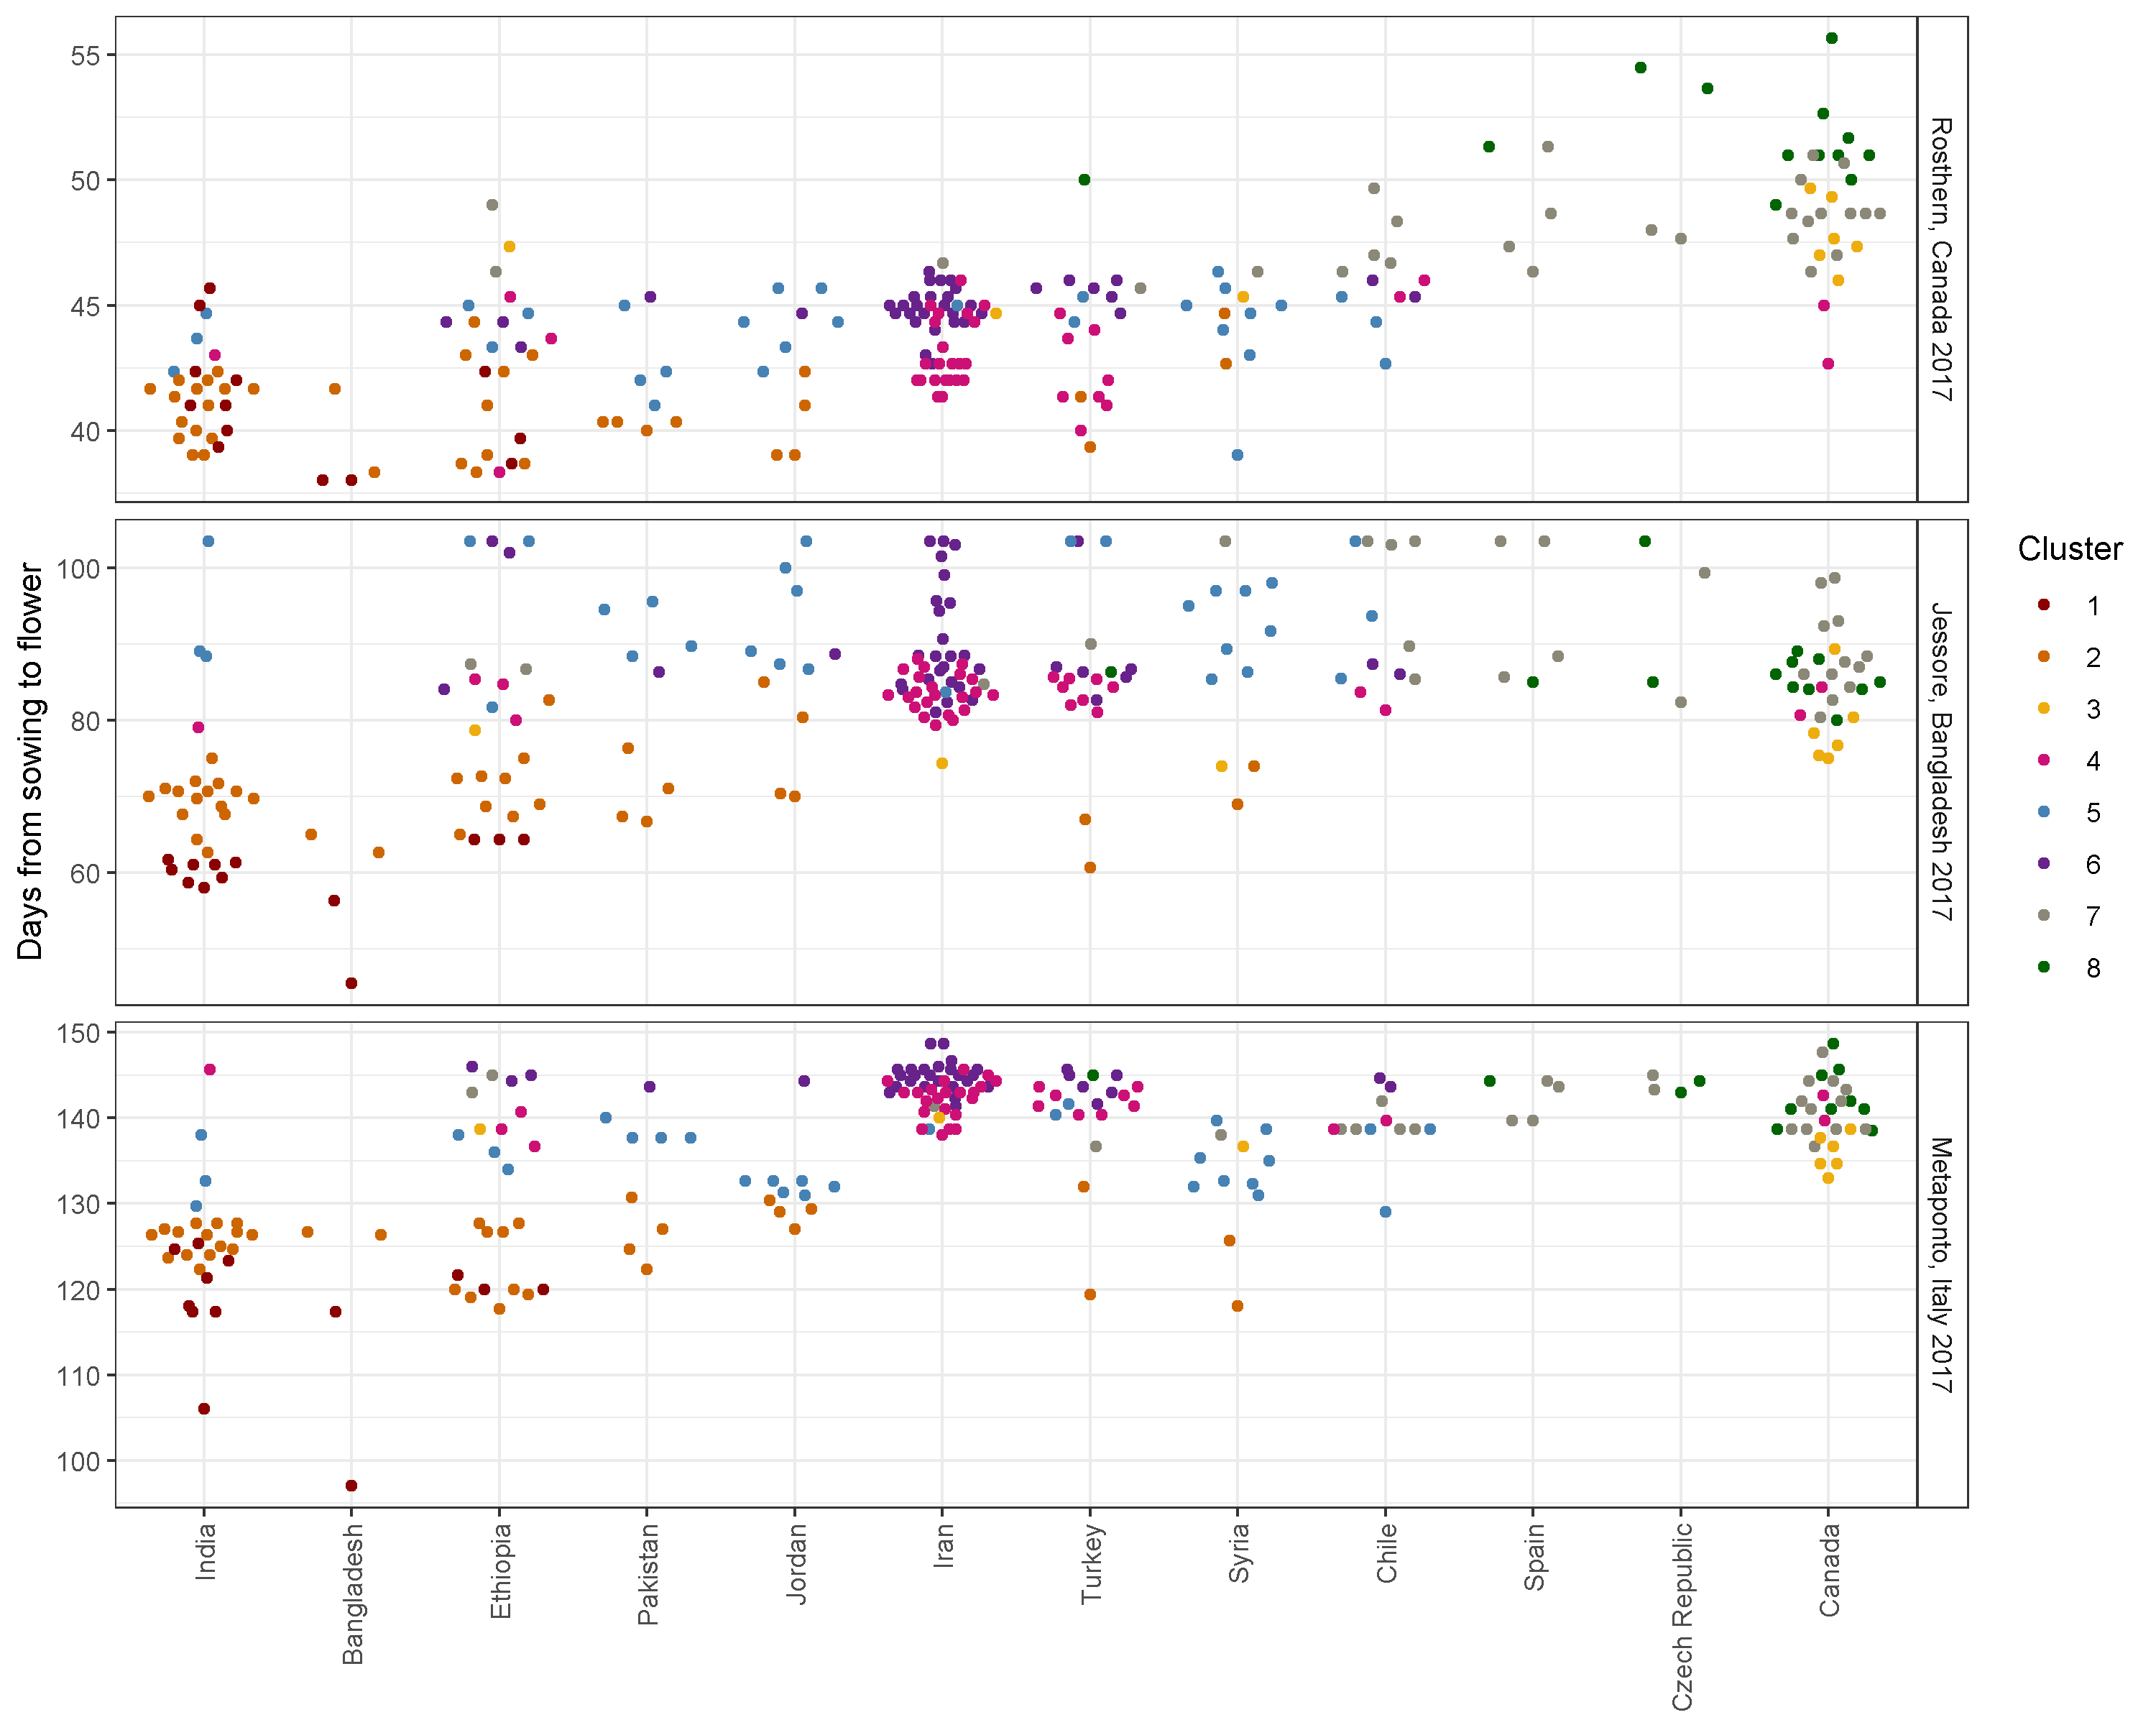 55
50
45
40
Rosthern, Canada 2017
100
80
60
Jessore, Bangladesh 2017
150
140
130
120
110
100
Metaponto, Italy 2017
Days from sowing to flower
India
Bangladesh
Ethiopia
Pakistan
Jordan
Iran
Turkey
Syria
Chile
Spain
Czech Republic
Canada
Cluster
1
2
3
4
5
6
7
8